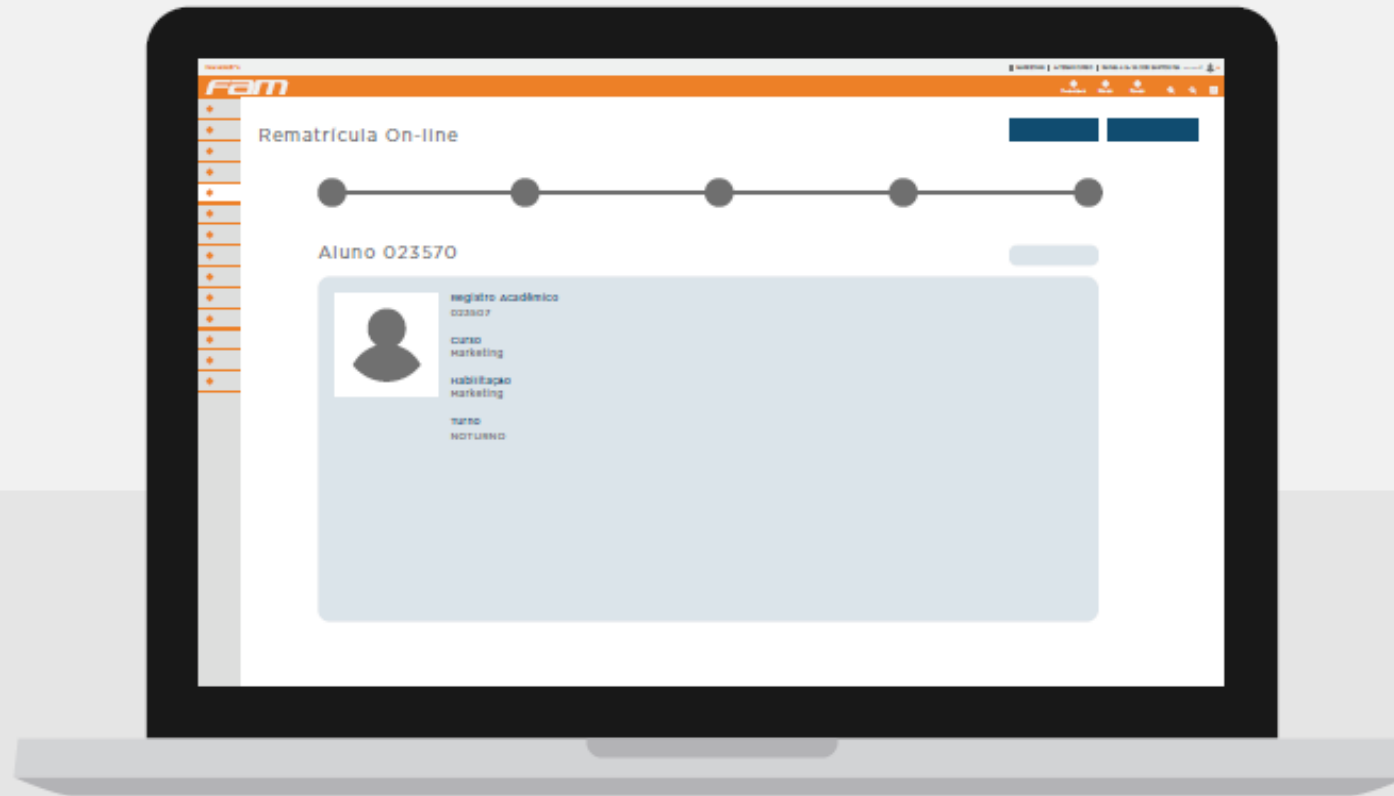 Fam
Rematrícula On-line
Aluno 023570
Registro Acadêmico
023507
Curso
Marketing
Habilitação
Marketing
Turno
NOTURNO